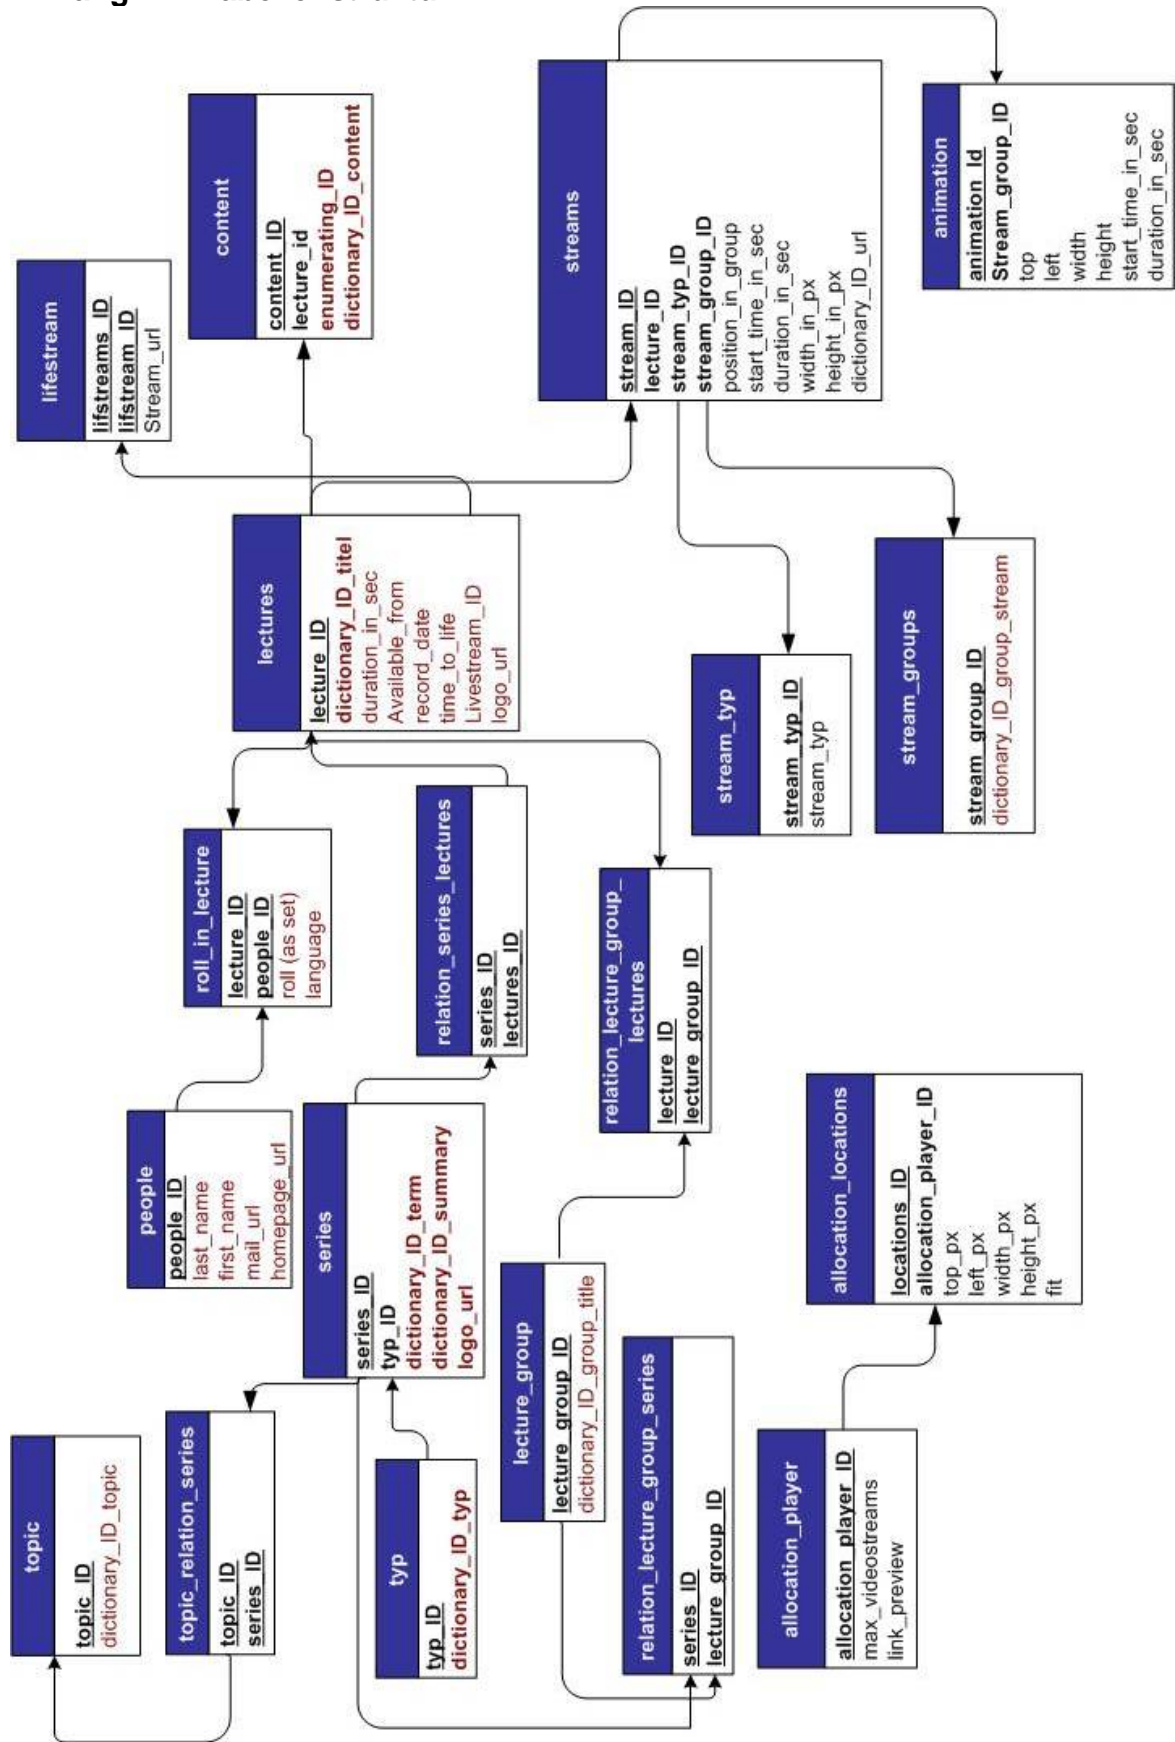 lifestream
lifstreams_ID
lifstream_ID
Stream_url
content
content_ID
lecture_id
enumerating_ID
dictionary_ID_content
streams
stream_ID
lecture_ID
stream_typ_ID
stream_group_ID
position_in_group
start_time_in_sec
duration_in_sec
width_in_px
height_in_px
dictionary_ID_url
animation
animation_Id
Stream_group_ID
top
left
width
height
start_time_in_sec
duration_in_sec
lectures
lecture_ID
dictionary_ID_titel
duration_in_sec
Available_from
record_date
time_to_life
Livestream_ID
logo_url
stream_typ
stream_typ_ID
stream_typ
stream_groups
stream_group_ID
dictionary_ID_group_stream
roll_in_lecture
lecture_ID
people_ID
roll (as set)
language
relation_series_lectures
series_ID
lectures_ID
relation_lecture_group_
lectures
lecture_ID
lecture_group_ID
people
people_ID
last_name
first_name
mail_url
homepage_url
series
series_ID
typ_ID
dictionary_ID_term
dictionary_ID_summary
logo_url
allocation_locations
locations_ID
allocation_player_ID
top_px
left_px
width_px
height_px
fit
topic
topic_ID
dictionary_ID_topic
topic_relation_series
topic_ID
series_ID
typ
typ_ID
dictionary_ID_typ
lecture_group
lecture_group_ID
dictionary_ID_group_title
relation_lecture_group_series
series_ID
lecture_group_ID
allocation_player
allocation_player_ID
max_videostreams
link_preview